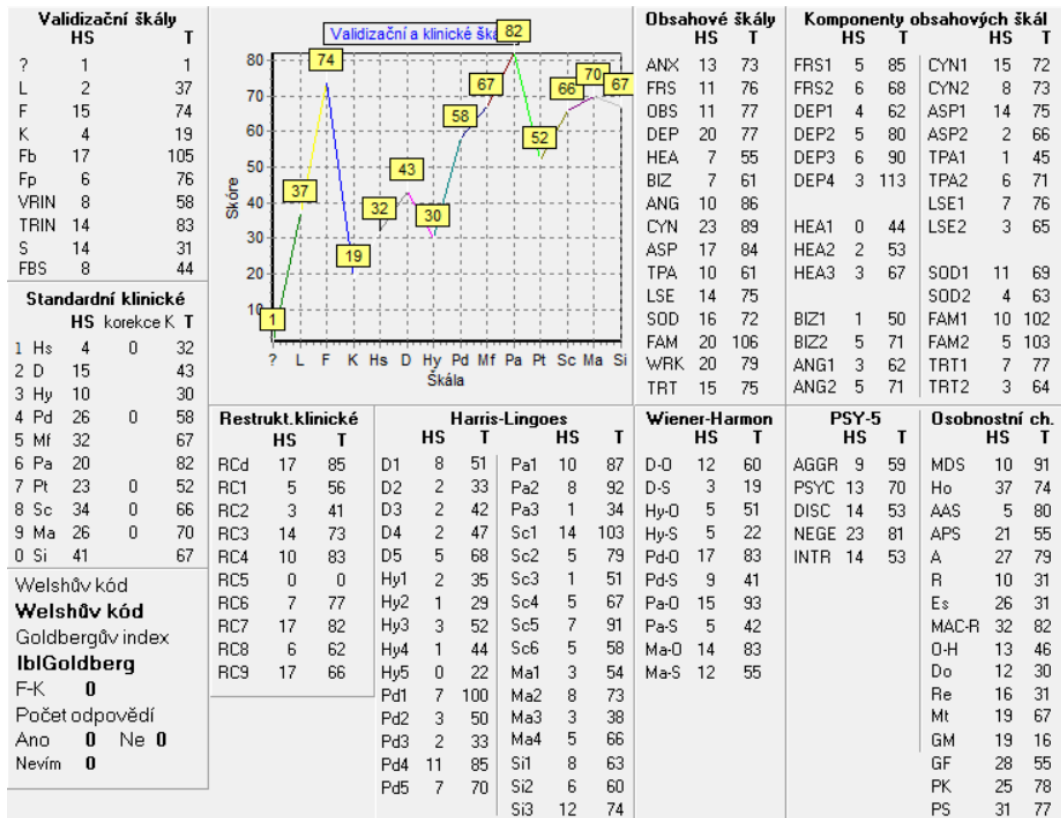 Validizační škály
HS T
? 1 1
L 2 37
F 15 74
K 4 19
Fb 17 105
Fp 6 76
VRIN 8 58
TRIN 14 83
S 14 31
FBS 8 44
Standardní klinické
HS korekce K T
1 Hs 4 0 32
2 D 15 43
3 Hy 10 30
4 Pd 26 0 58
5 Mf 32 67
6 Pa 20 82
7 Pt 23 0 52
8 Sc 34 0 66
9 Ma 26 0 70
0 Si 41 67
Welshův kód
Welshův kód
Goldbergův index
lblGoldberg
F-K 0
Počet odpovědí
Ano 0 Ne 0
Nevím 0
Validizační a klinické
Skóre
80
70
60
50
40
30
20
10
1
37
74
19
32
43
30
58
67
82
52
66
70
67
? L F K Hs D Hy Pd Mf Pa Pt Sc Ma Si
Škála
Obsahové škály
HS T
ANX 13 73
FRS 11 76
OBS 11 77
DEP 20 77
HEA 7 55
BIZ 7 61
ANG 10 86
CYN 23 89
ASP 17 84
TPA 10 61
LSE 14 75
SOD 16 72
FAM 20 106
WRK 20 79
TRT 15 75
Komponenty obsahových škál
HS T HS T
FRS1 5 85 CYN1 15 72
FRS2 6 68 CYN2 8 73
DEP1 4 62 ASP1 14 75
DEP2 5 80 ASP2 2 66
DEP3 6 90 TPA1 1 45
DEP4 3 113 TPA2 6 71
LSE1 7 76
HEA1 0 44 LSE2 3 65
HEA2 2 53
HEA3 3 67 SOD1 11 69
SOD2 4 63
BIZ1 1 50 FAM1 10 102
BIZ2 5 71 FAM2 5 103
ANG1 3 62 TRT1 7 77
ANG2 5 71 TRT2 3 64
Restrukt.klinické
HS T
RCd 17 85
RC1 5 56
RC2 3 41
RC3 14 73
RC4 10 83
RC5 0 0
RC6 7 77
RC7 17 82
RC8 6 62
RC9 17 66
Harris-Lingoes
HS T HS T
D1 8 51 Pa1 10 87
D2 2 33 Pa2 8 92
D3 2 42 Pa3 1 34
D4 2 47 Sc1 14 103
D5 5 68 Sc2 5 79
Hy1 2 35 Sc3 1 51
Hy2 1 29 Sc4 5 67
Hy3 3 52 Sc5 7 91
Hy4 1 44 Sc6 5 58
Hy5 0 22 Ma1 3 54
Pd1 7 100 Ma2 8 73
Pd2 3 50 Ma3 3 38
Pd3 2 33 Ma4 5 66
Pd4 11 85 Si1 8 63
Pd5 7 70 Si2 6 60
Si3 12 74
Wiener-Harmon
HS T
D-O 12 60
D-S 3 19
Hy-O 5 51
Hy-S 5 22
Pd-O 17 83
Pd-S 9 41
Pa-O 15 93
Pa-S 5 42
Ma-O 14 83
Ma-S 12 55
PSY-5
HS T
AGGR 9 59
PSYC 13 70
DISC 14 53
NEGE 23 81
INTR 14 53
Osobnostní ch.
HS T
MDS 10 91
Ho 37 74
AAS 5 80
APS 21 55
A 27 79
R 10 31
Es 26 31
MAC-R 32 82
O-H 13 46
Do 12 30
Re 16 31
Mt 19 67
GM 19 16
GF 28 55
PK 25 78
PS 31 77